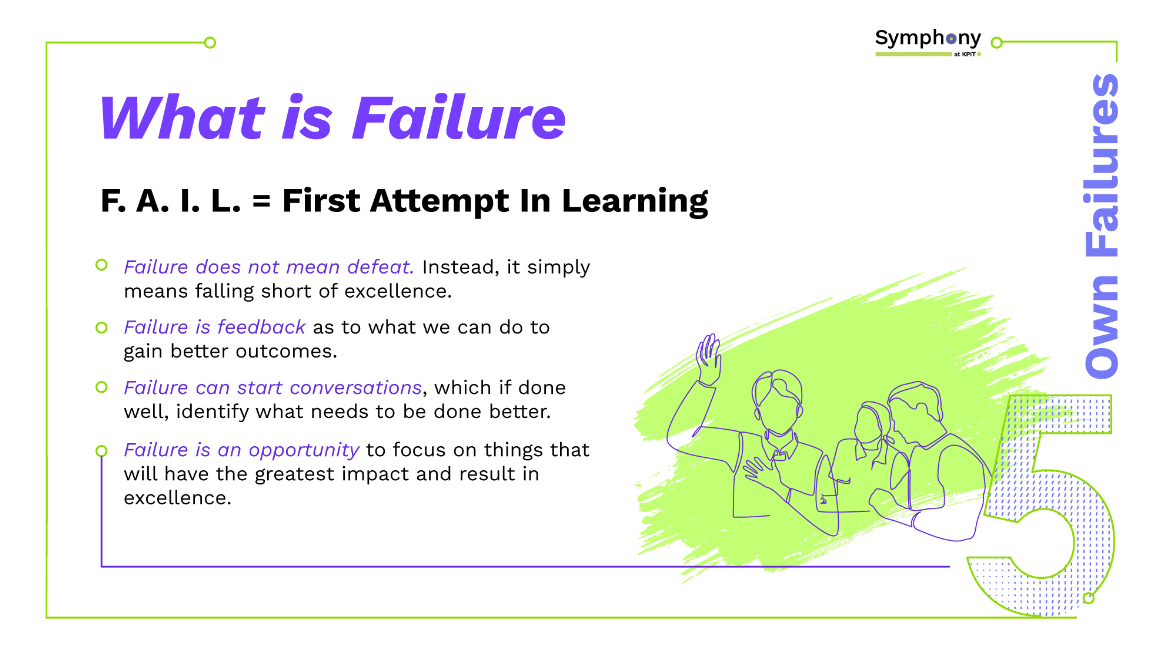 Symphony
at KPIT
What is Failure
F. A. I. L. = First Attempt In Learning
Failure does not mean defeat. Instead, it simply
means falling short of excellence.
Failure is feedback as to what we can do to
gain better outcomes.
Failure can start conversations, which if done
well, identify what needs to be done better.
Failure is an opportunity to focus on things that
will have the greatest impact and result in
excellence.
Own Failures
5